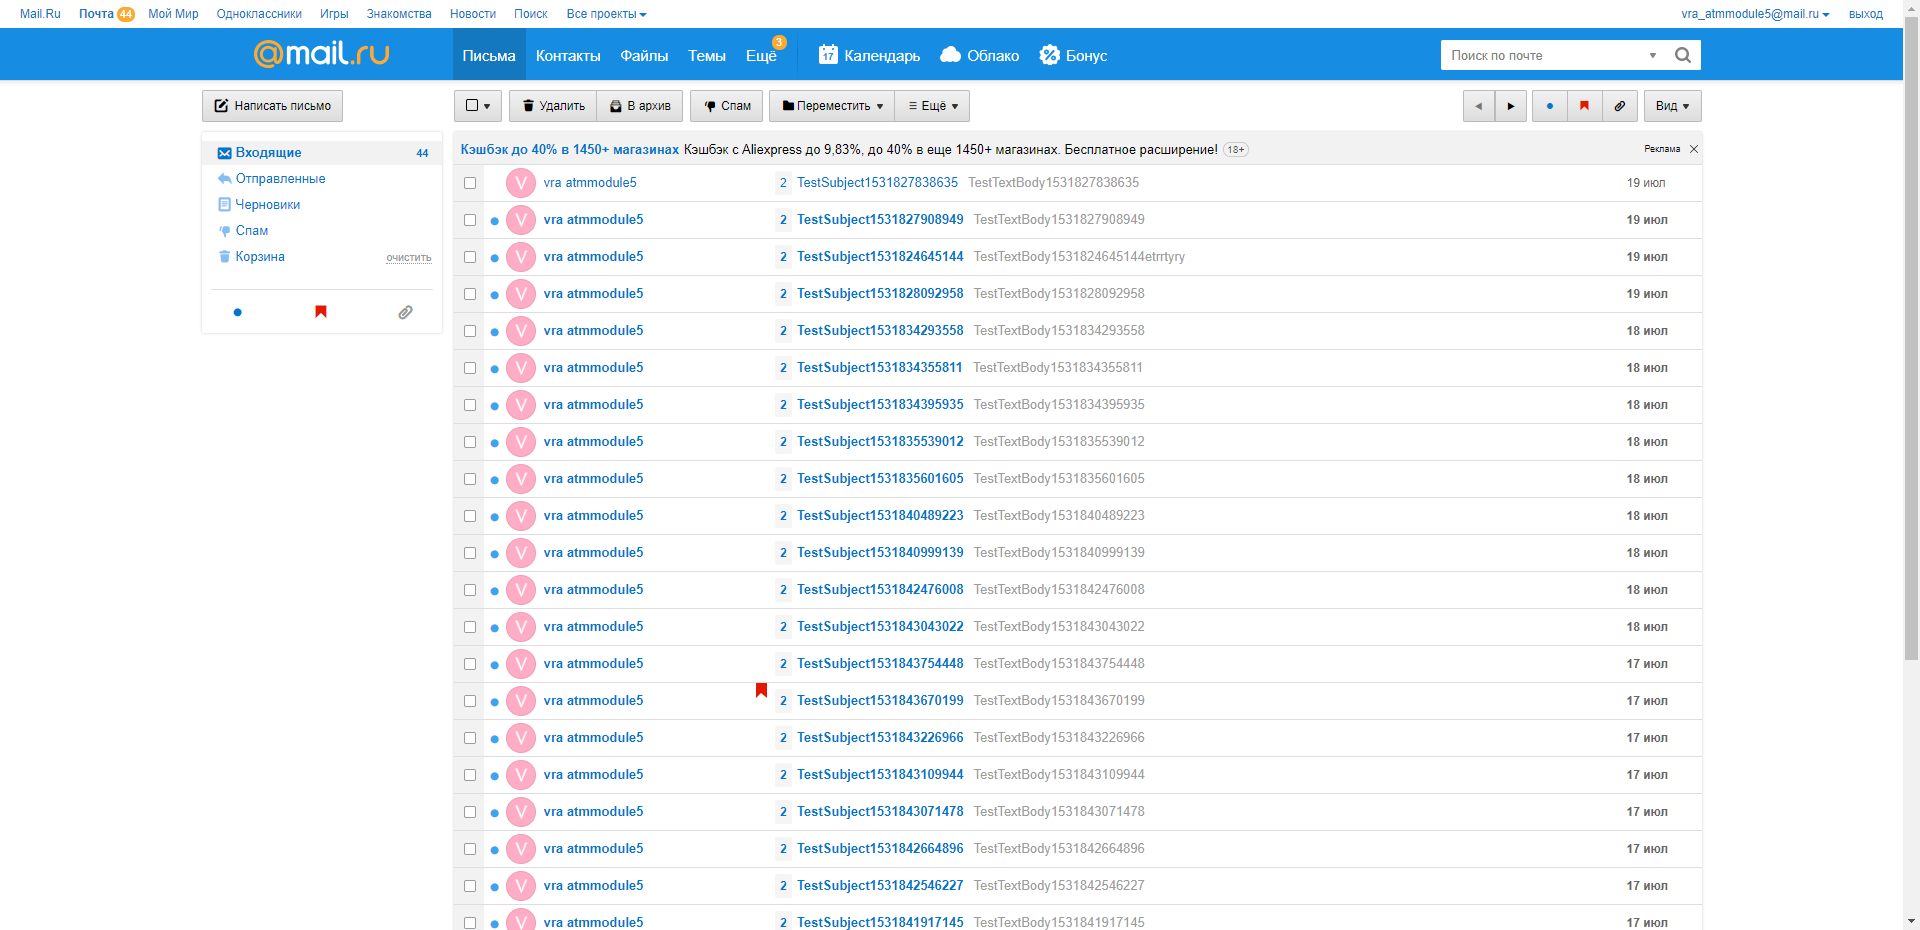 Mail.Ru Почта 44 Мой Мир Одноклассники Игры Знакомства Новости Поиск Все проекты vra_atmmodule5@mail.ru выход
@mail.ru Письма Контакты Файлы Темы Ещё 3 17 Календарь Облако Бонус Поиск по почте
Написать письмо Удалить В архив Спам Переместить Ещё Вид
Входящие 44
Отправленные
Черновики
Спам
Корзина очистить
Кэшбэк до 40% в 1450+ магазинах Кэшбэк с Aliexpress до 9,83%, до 40% в еще 1450+ магазинах. Бесплатное расширение! 18+ Реклама
V vra atmmodule5 2 TestSubject1531827838635 TestTextBody1531827838635 19 июл
V vra atmmodule5 2 TestSubject1531827908949 TestTextBody1531827908949 19 июл
V vra atmmodule5 2 TestSubject1531824645144 TestTextBody1531824645144etrrtyry 19 июл
V vra atmmodule5 2 TestSubject1531828092958 TestTextBody1531828092958 19 июл
V vra atmmodule5 2 TestSubject1531834293558 TestTextBody1531834293558 18 июл
V vra atmmodule5 2 TestSubject1531834355811 TestTextBody1531834355811 18 июл
V vra atmmodule5 2 TestSubject1531834395935 TestTextBody1531834395935 18 июл
V vra atmmodule5 2 TestSubject1531835539012 TestTextBody1531835539012 18 июл
V vra atmmodule5 2 TestSubject1531835601605 TestTextBody1531835601605 18 июл
V vra atmmodule5 2 TestSubject1531840489223 TestTextBody1531840489223 18 июл
V vra atmmodule5 2 TestSubject1531840999139 TestTextBody1531840999139 18 июл
V vra atmmodule5 2 TestSubject1531842476008 TestTextBody1531842476008 18 июл
V vra atmmodule5 2 TestSubject1531843043022 TestTextBody1531843043022 18 июл
V vra atmmodule5 2 TestSubject1531843754448 TestTextBody1531843754448 17 июл
V vra atmmodule5 2 TestSubject1531843670199 TestTextBody1531843670199 17 июл
V vra atmmodule5 2 TestSubject1531843226966 TestTextBody1531843226966 17 июл
V vra atmmodule5 2 TestSubject1531843109944 TestTextBody1531843109944 17 июл
V vra atmmodule5 2 TestSubject1531843071478 TestTextBody1531843071478 17 июл
V vra atmmodule5 2 TestSubject1531842664896 TestTextBody1531842664896 17 июл
V vra atmmodule5 2 TestSubject1531842546227 TestTextBody1531842546227 17 июл
V vra atmmodule5 2 TestSubject1531841917145 TestTextBody1531841917145 17 июл